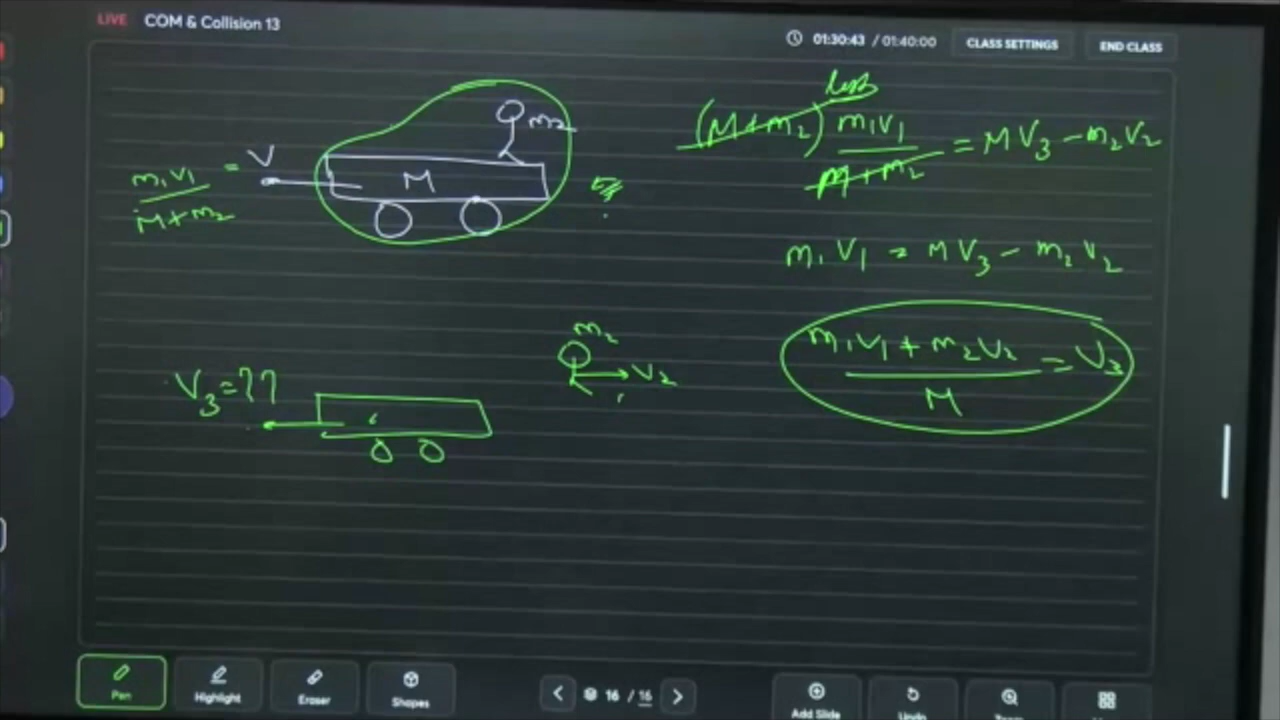 LIVE COM & Collision 13
01:30:43 / 01:40:00 CLASS SETTINGS END CLASS
m₁V₁ / M+m₂ = V
M
m₂
(M+m₂) m₁V₁ / M+m₂ = MV₃ - m₂V₂
m₁V₁ = MV₃ - m₂V₂
m₁V₁ + m₂V₂ / M = V₃
V₃ = ??
m₂
V₂
Pen Highlight Eraser Shapes < 16 / 16 > Add Slide Undo